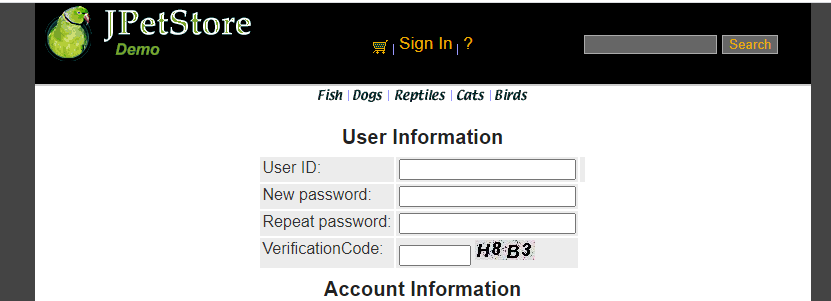 JPetStore
Demo
Sign In | ?
Search
Fish | Dogs | Reptiles | Cats | Birds
User Information
User ID:
New password:
Repeat password:
VerificationCode: H8B3
Account Information